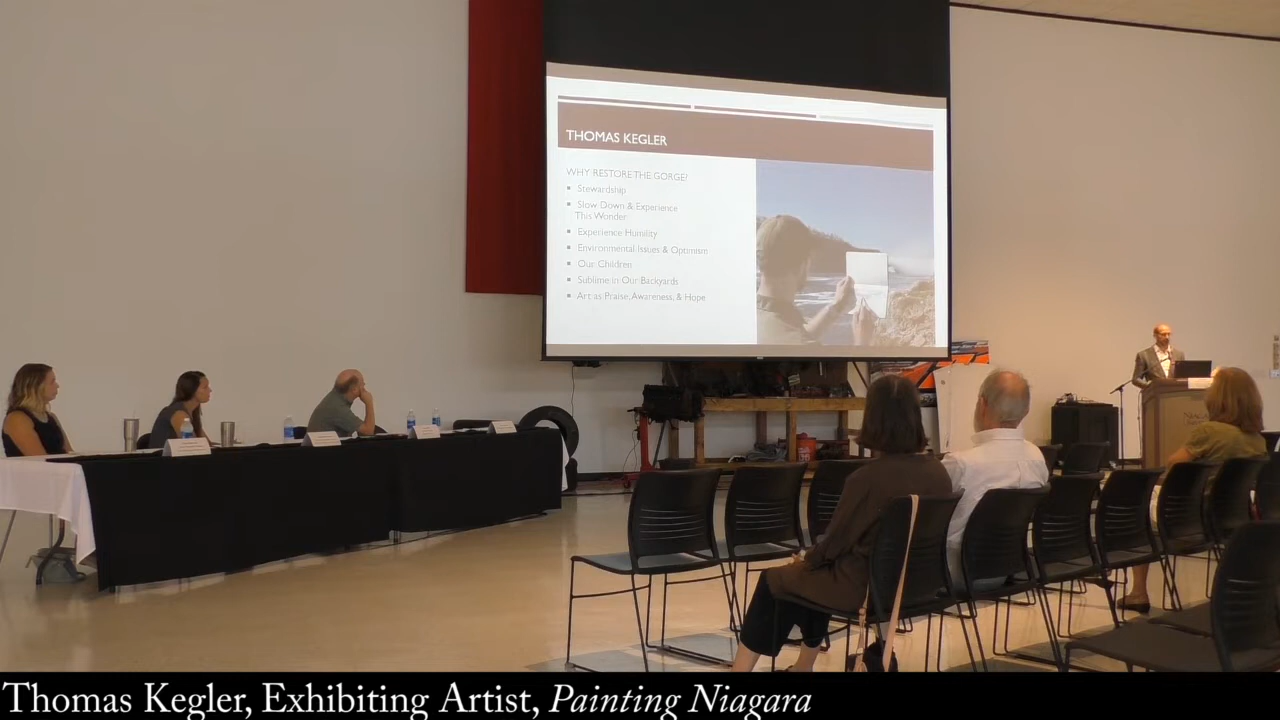 THOMAS KEGLER
WHY RESTORE THE GORGE?
Stewardship
Slow Down & Experience
This Wonder
Experience Humility
Environmental Issues & Optimism
Our Children
Sublime in Our Backyards
Art as Praise, Awareness, & Hope
Thomas Kegler, Exhibiting Artist, Painting Niagara